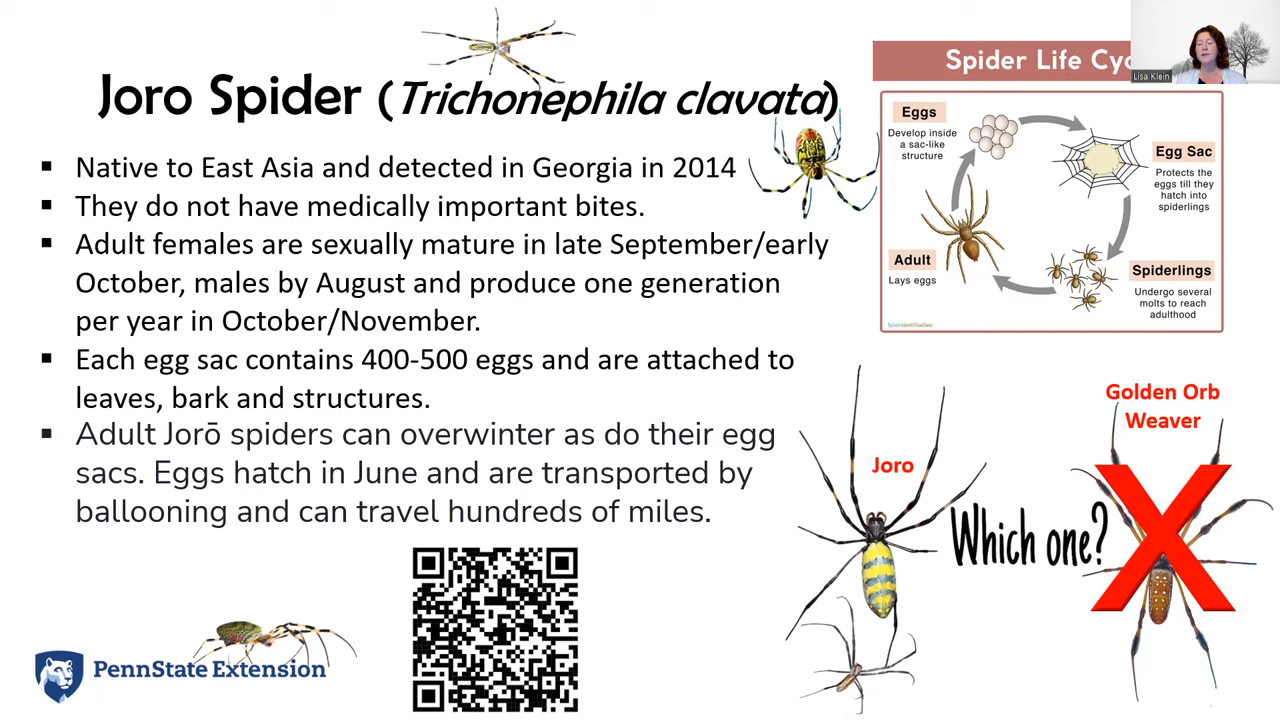 Joro Spider (Trichonephila clavata)
▪ Native to East Asia and detected in Georgia in 2014
▪ They do not have medically important bites.
▪ Adult females are sexually mature in late September/early
October, males by August and produce one generation
per year in October/November.
▪ Each egg sac contains 400-500 eggs and are attached to
leaves, bark and structures.
▪ Adult Jorō spiders can overwinter as do their egg
sacs. Eggs hatch in June and are transported by
ballooning and can travel hundreds of miles.
PennState Extension
Spider Life Cyc
Lisa Klein
Eggs
Develop inside
a sac-like
structure
Egg Sac
Protects the
eggs till they
hatch into
spiderlings
Spiderlings
Undergo several
molts to reach
adulthood
Adult
Lays eggs
Joro
Which one?
Golden Orb
Weaver
X